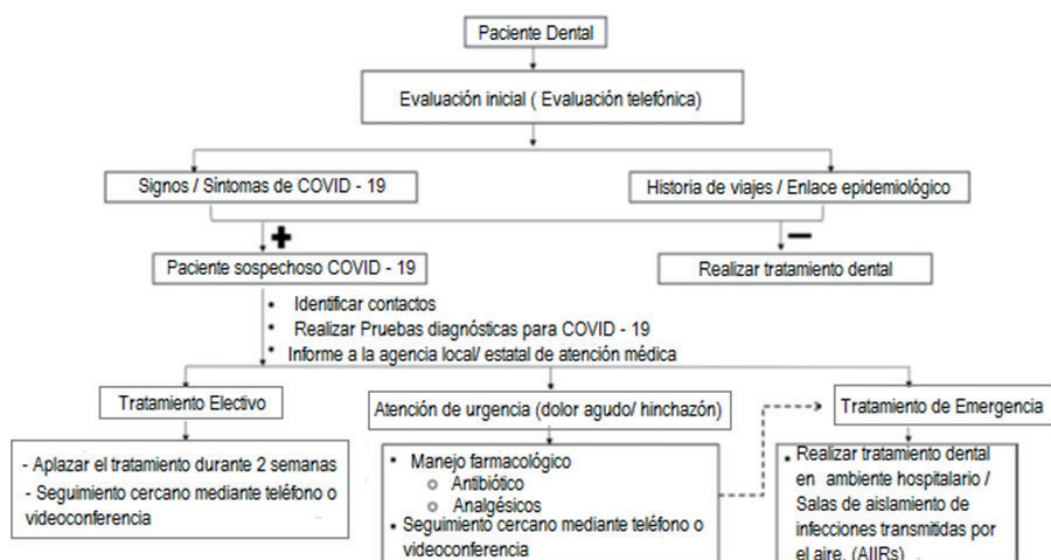 Paciente Dental
Evaluación inicial ( Evaluación telefónica)
Signos / Síntomas de COVID - 19
Historia de viajes / Enlace epidemiológico
+
−
Paciente sospechoso COVID - 19
Realizar tratamiento dental
• Identificar contactos
• Realizar Pruebas diagnósticas para COVID - 19
• Informe a la agencia local/ estatal de atención médica
Tratamiento Electivo
- Aplazar el tratamiento durante 2 semanas
- Seguimiento cercano mediante teléfono o
videoconferencia
Atención de urgencia (dolor agudo/ hinchazón)
• Manejo farmacológico
o Antibiótico
o Analgésicos
• Seguimiento cercano mediante teléfono o
videoconferencia
Tratamiento de Emergencia
• Realizar tratamiento dental
en ambiente hospitalario /
Salas de aislamiento de
infecciones transmitidas por
el aire. (AIIRs) .